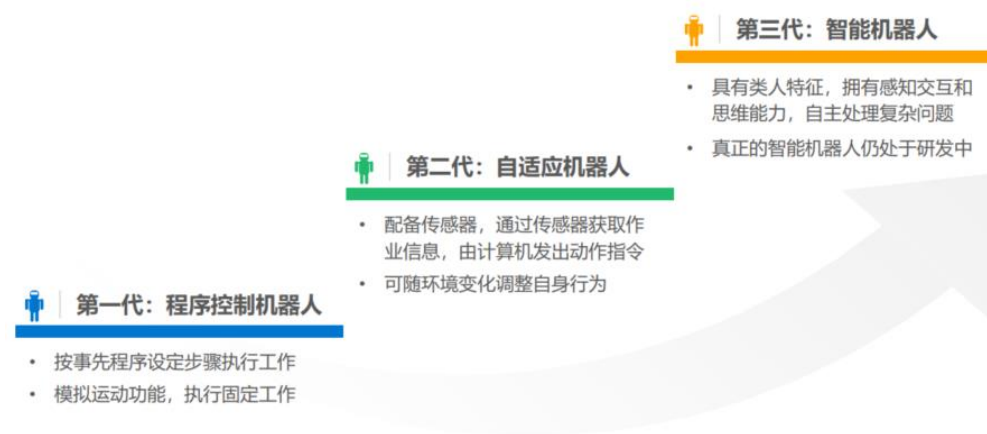 第三代：智能机器人
• 具有类人特征，拥有感知交互和
思维能力，自主处理复杂问题
• 真正的智能机器人仍处于研发中
第二代：自适应机器人
• 配备传感器，通过传感器获取作
业信息，由计算机发出动作指令
• 可随环境变化调整自身行为
第一代：程序控制机器人
• 按事先程序设定步骤执行工作
• 模拟运动功能，执行固定工作